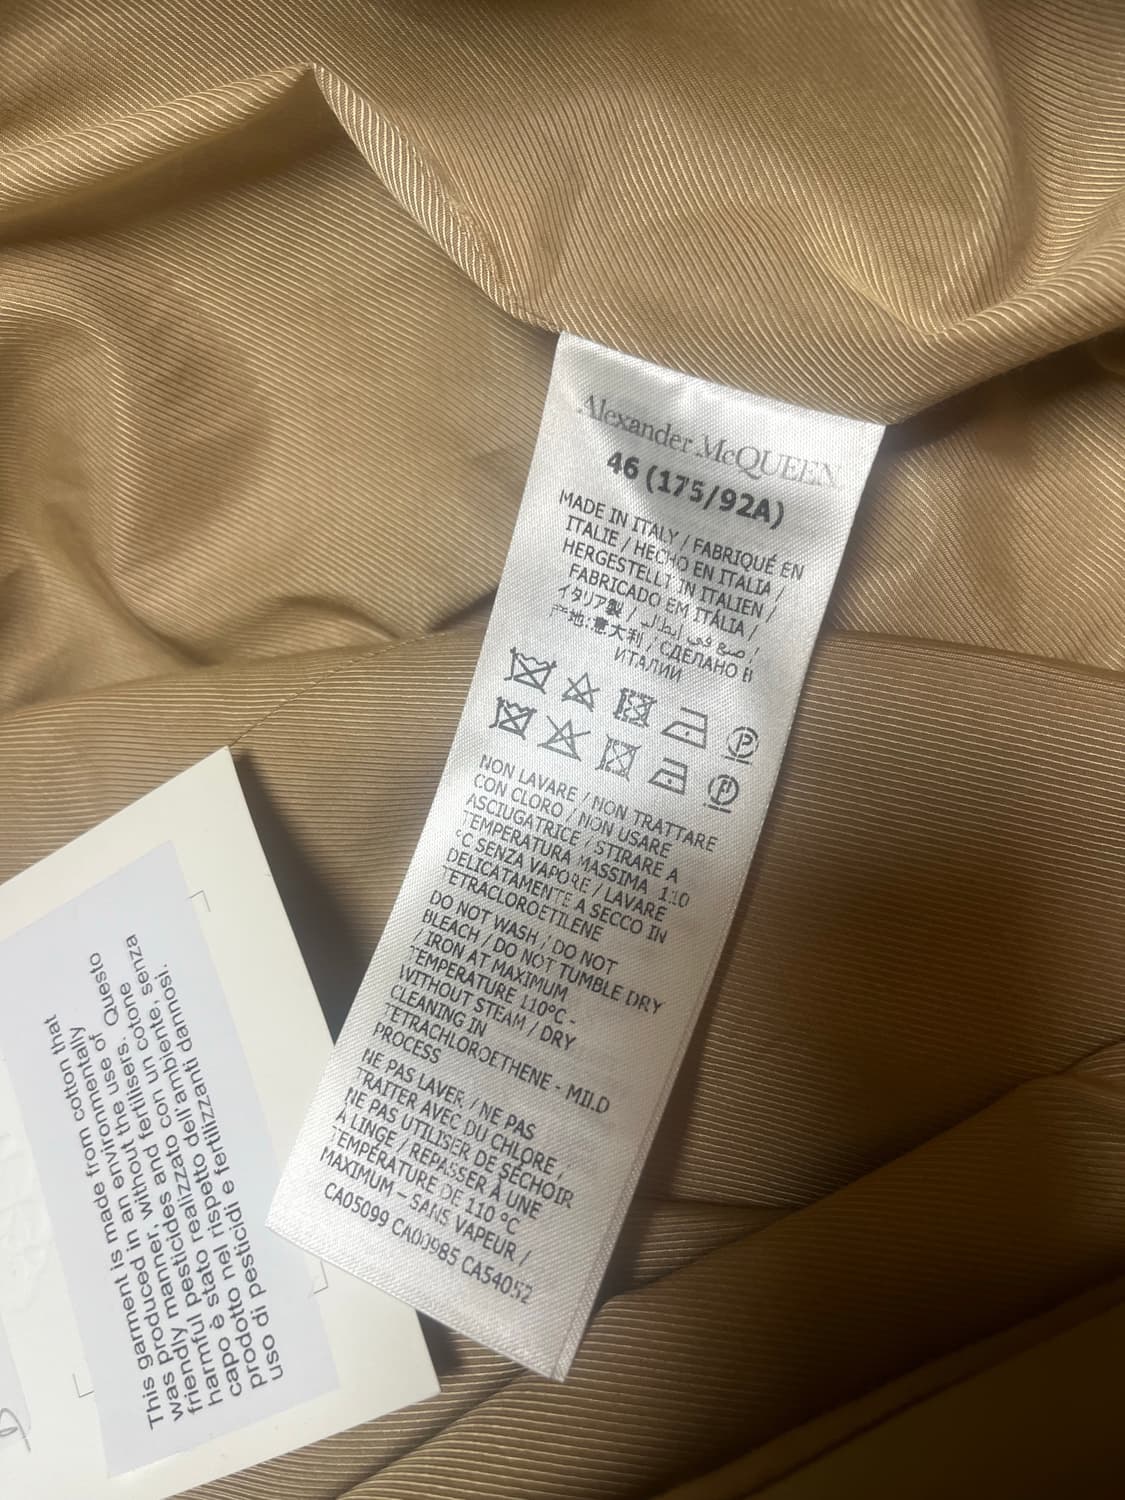 Alexander McQUEEN
46 (175/92A)
MADE IN ITALY / FABRIQUÉ EN
ITALIE / HECHO EN ITALIA /
HERGESTELLT IN ITALIEN /
FABRICADO EM ITÁLIA /
イタリア製 / صنع في إيطاليا /
产地:意大利 / СДЕЛАНО В
ИТАЛИИ
NON LAVARE / NON TRATTARE
CON CLORO / NON USARE
ASCIUGATRICE / STIRARE A
TEMPERATURA MASSIMA 110
°C SENZA VAPORE / LAVARE
DELICATAMENTE A SECCO IN
TETRACLOROETILENE
DO NOT WASH / DO NOT
BLEACH / DO NOT TUMBLE DRY
/ IRON AT MAXIMUM
TEMPERATURE 110°C -
WITHOUT STEAM / DRY
CLEANING IN
TETRACHLOROETHENE - MILD
PROCESS
NE PAS LAVER / NE PAS
TRAITER AVEC DU CHLORE /
NE PAS UTILISER DE SÉCHOIR
À LINGE / REPASSER À UNE
TEMPÉRATURE DE 110 °C
MAXIMUM – SANS VAPEUR /
CA05099 CA00985 CA54052
This garment is made from cotton that
was produced in an environmentally
friendly manner, without the use of
harmful pesticides and fertilisers. Questo
capo è stato realizzato con un cotone
prodotto nel rispetto dell'ambiente, senza
uso di pesticidi e fertilizzanti dannosi.